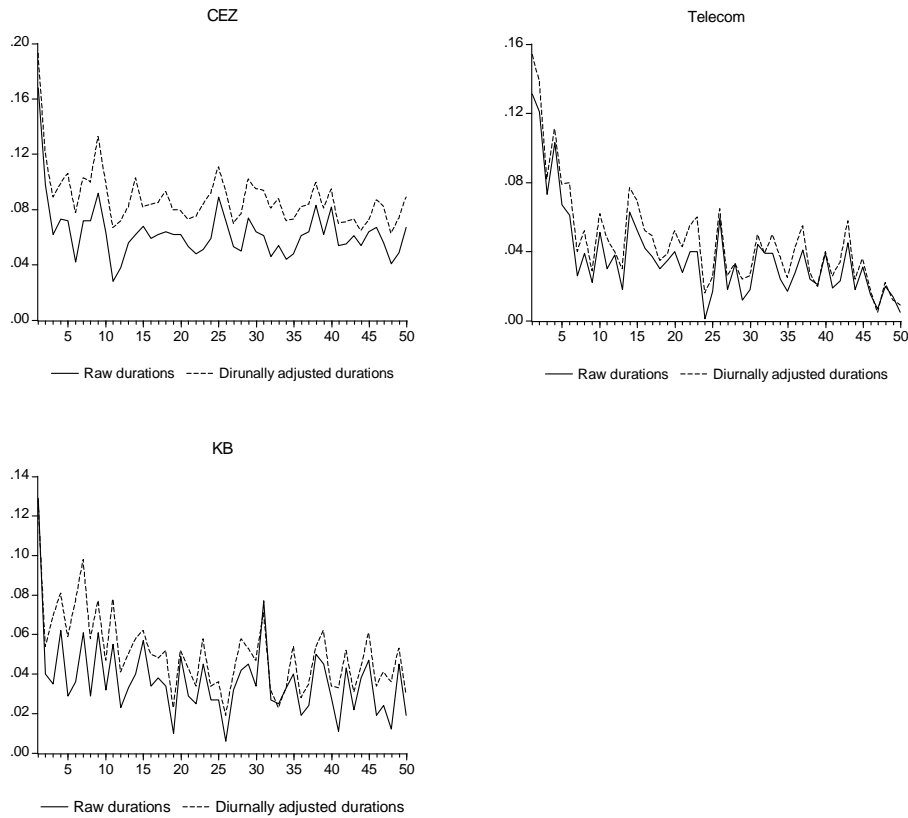 CEZ
.20
.16
.12
.08
.04
.00
5 10 15 20 25 30 35 40 45 50
Raw durations Dirunally adjusted durations
Telecom
.16
.12
.08
.04
.00
5 10 15 20 25 30 35 40 45 50
Raw durations Diurnally adjusted durations
KB
.14
.12
.10
.08
.06
.04
.02
.00
5 10 15 20 25 30 35 40 45 50
Raw durations Diurnally adjusted durations